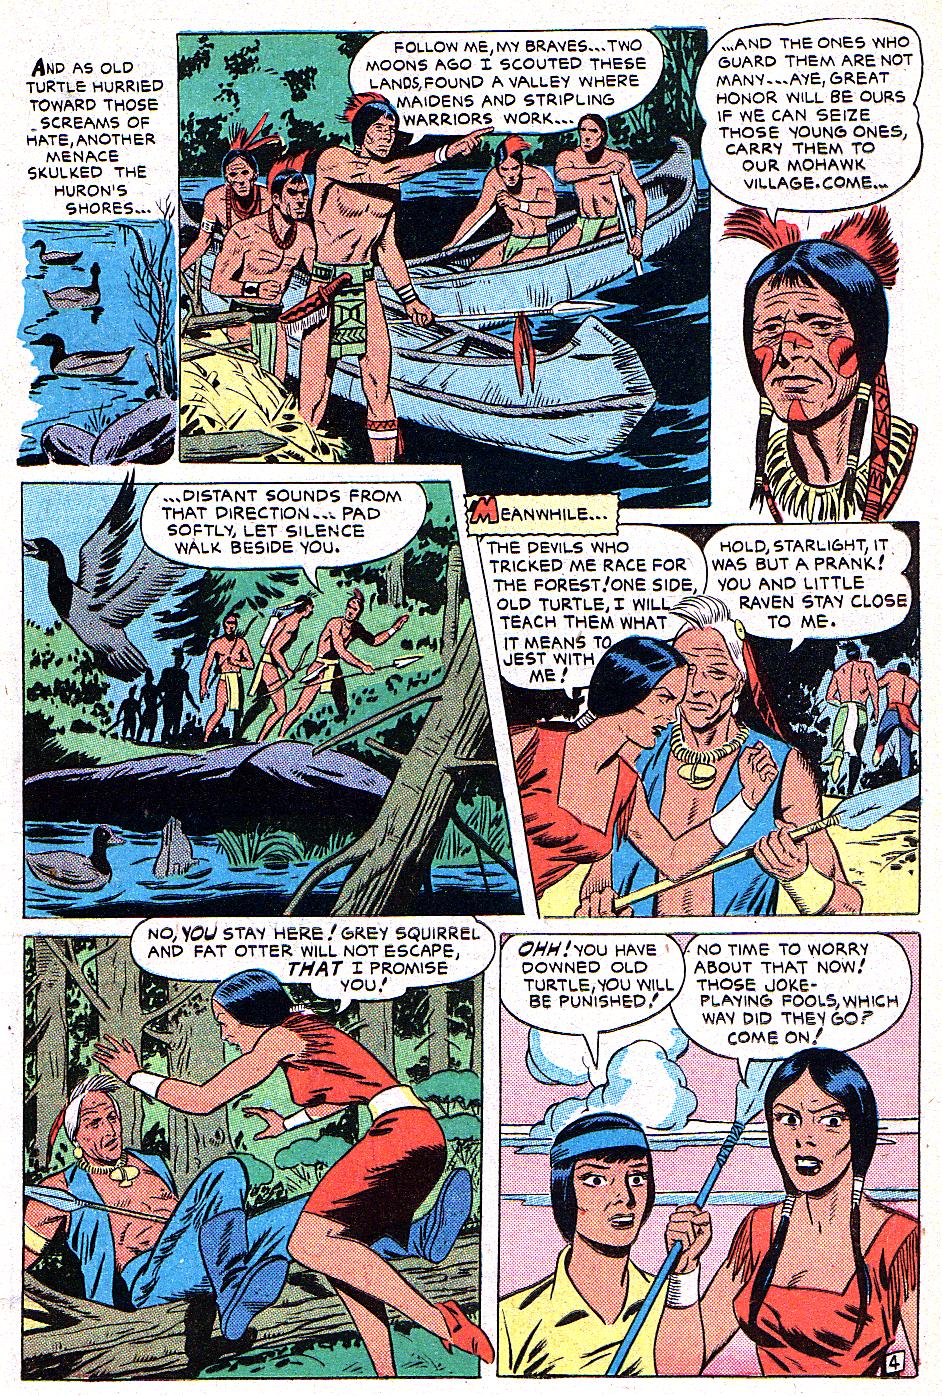 AND AS OLD
TURTLE HURRIED
TOWARD THOSE
SCREAMS OF
HATE, ANOTHER
MENACE
SKULKED THE
HURON'S
SHORES...
FOLLOW ME, MY BRAVES...TWO
MOONS AGO I SCOUTED THESE
LANDS, FOUND A VALLEY WHERE
MAIDENS AND STRIPLING
WARRIORS WORK...
...AND THE ONES WHO
GUARD THEM ARE NOT
MANY...AYE, GREAT
HONOR WILL BE OURS
IF WE CAN SEIZE
THOSE YOUNG ONES,
CARRY THEM TO
OUR MOHAWK
VILLAGE. COME...
...DISTANT SOUNDS FROM
THAT DIRECTION... PAD
SOFTLY, LET SILENCE
WALK BESIDE YOU.
MEANWHILE...
THE DEVILS WHO
TRICKED ME RACE FOR
THE FOREST! ONE SIDE,
OLD TURTLE, I WILL
TEACH THEM WHAT
IT MEANS TO
JEST WITH
ME!
HOLD, STARLIGHT, IT
WAS BUT A PRANK!
YOU AND LITTLE
RAVEN STAY CLOSE
TO ME.
NO, YOU STAY HERE! GREY SQUIRREL
AND FAT OTTER WILL NOT ESCAPE,
THAT I PROMISE
YOU!
OHH! YOU HAVE
DOWNED OLD
TURTLE, YOU WILL
BE PUNISHED!
NO TIME TO WORRY
ABOUT THAT NOW!
THOSE JOKE-
PLAYING FOOLS, WHICH
WAY DID THEY GO?
COME ON!
4